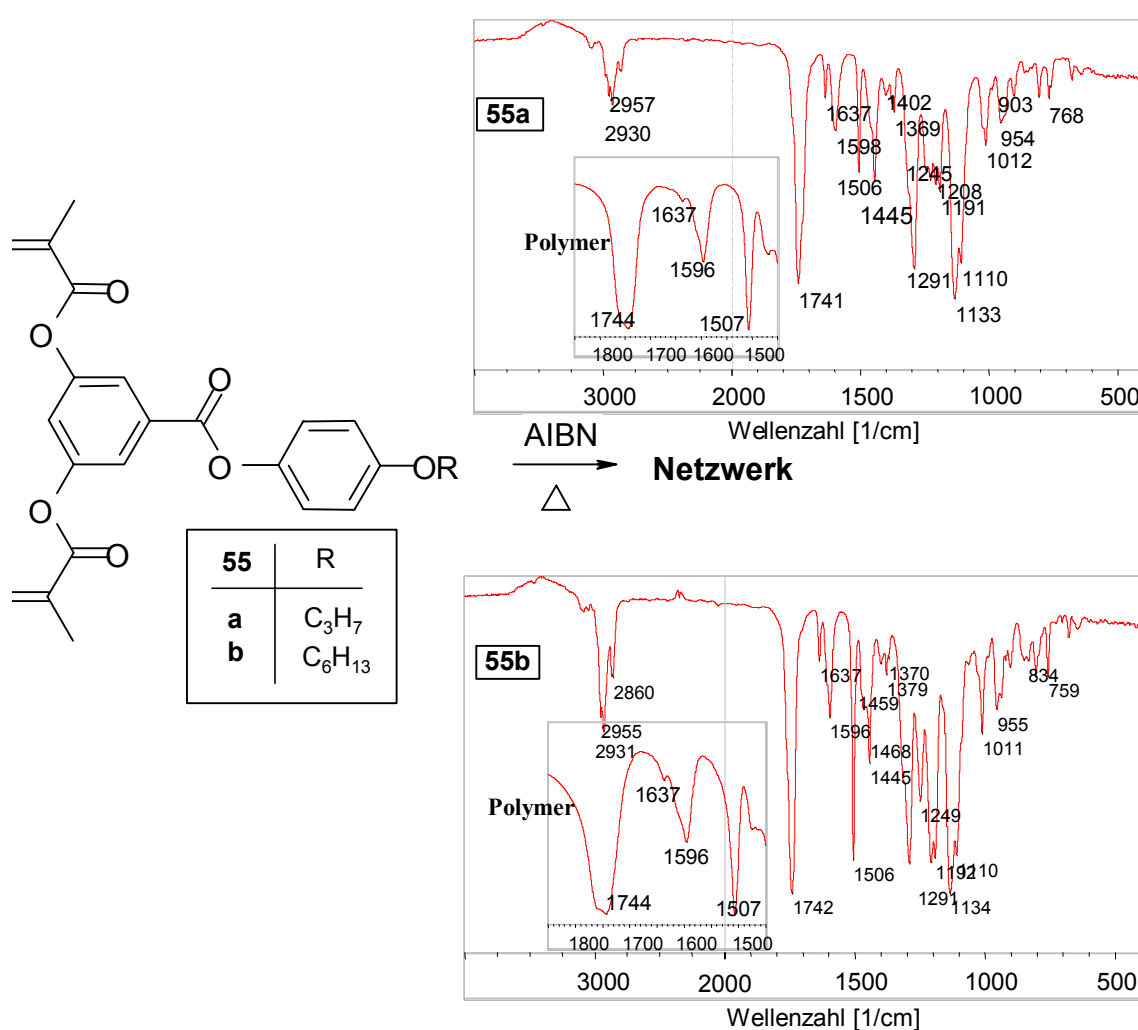 55a
2957
2930
1741
1637
1598
1506
1445
1402
1369
1291
1245
1208
1191
1133
1110
1012
954
903
768
Polymer
1744
1637
1596
1507
1800 1700 1600 1500
3000 2000 1500 1000 500
Wellenzahl [1/cm]
O
O
O
O
O
O
OR
AIBN
△
Netzwerk
55 R
a C3H7
b C6H13
55b
2860
2955
2931
1742
1637
1596
1506
1459
1468
1445
1370
1379
1291
1249
1192
1134
1110
1011
955
834
759
Polymer
1744
1637
1596
1507
1800 1700 1600 1500
3000 2000 1500 1000 500
Wellenzahl [1/cm]